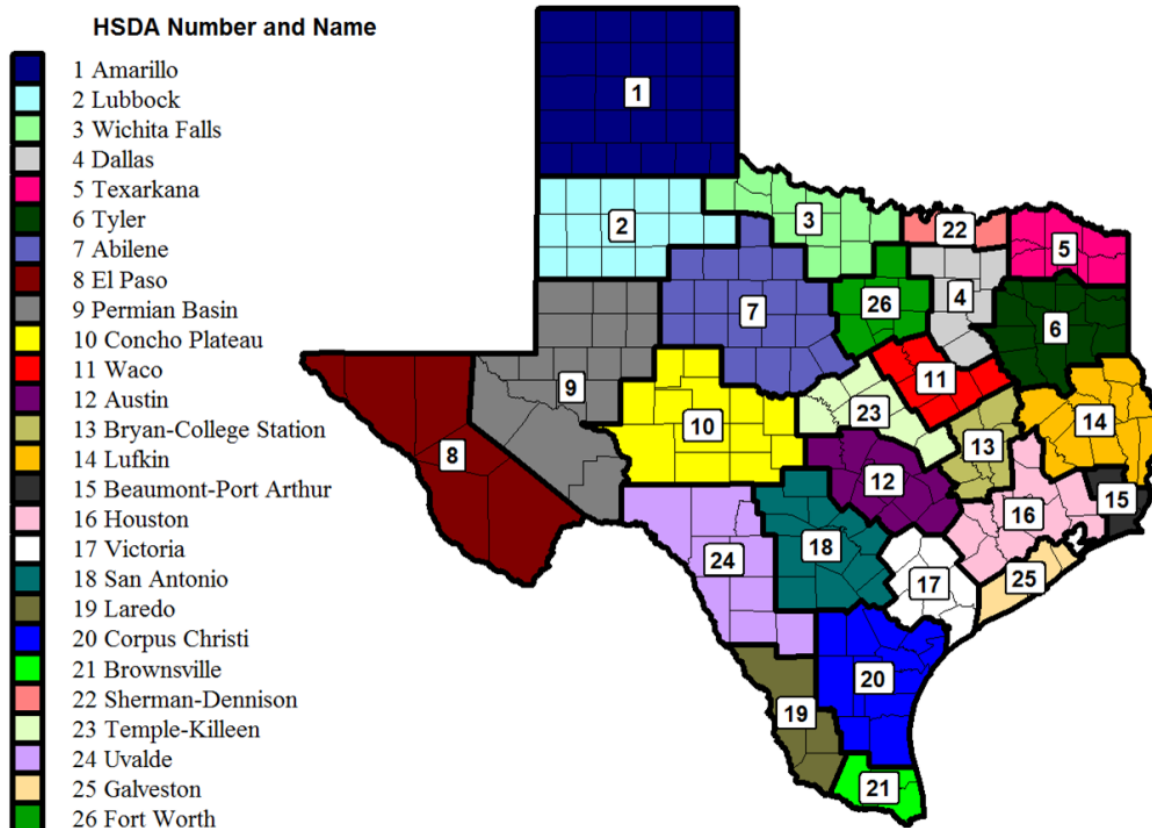 HSDA Number and Name
1 Amarillo
2 Lubbock
3 Wichita Falls
4 Dallas
5 Texarkana
6 Tyler
7 Abilene
8 El Paso
9 Permian Basin
10 Concho Plateau
11 Waco
12 Austin
13 Bryan-College Station
14 Lufkin
15 Beaumont-Port Arthur
16 Houston
17 Victoria
18 San Antonio
19 Laredo
20 Corpus Christi
21 Brownsville
22 Sherman-Dennison
23 Temple-Killeen
24 Uvalde
25 Galveston
26 Fort Worth
1
2
3
22
5
4
26
7
6
9
11
10
23
14
13
8
12
15
16
18
24
25
17
20
19
21